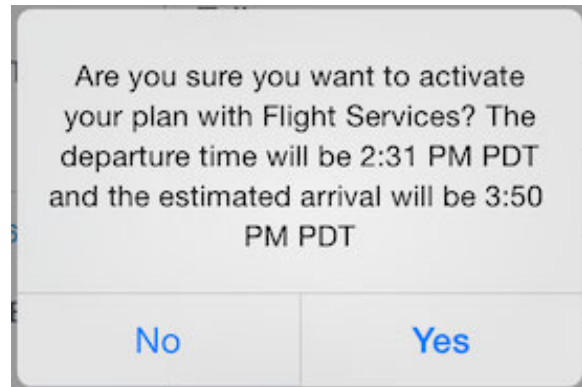 Are you sure you want to activate
your plan with Flight Services? The
departure time will be 2:31 PM PDT
and the estimated arrival will be 3:50
PM PDT
No
Yes